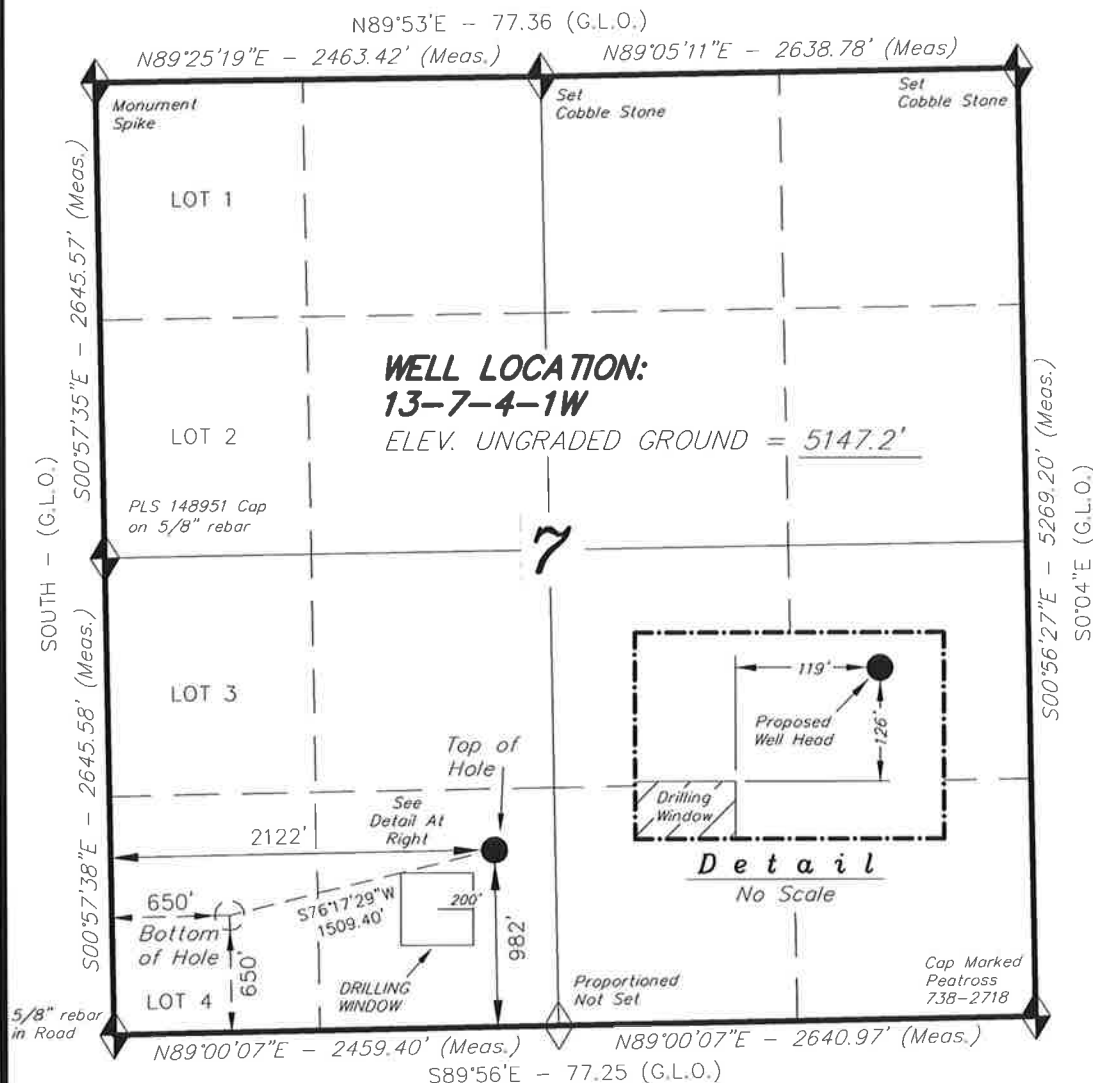 N89°53'E - 77.36 (G.L.O.)
N89°25'19"E - 2463.42' (Meas.)
N89°05'11"E - 2638.78' (Meas)
Monument
Spike
Set
Cobble Stone
Set
Cobble Stone
LOT 1
S00°57'35"E - 2645.57' (Meas.)
WELL LOCATION:
13-7-4-1W
ELEV. UNGRADED GROUND = 5147.2'
LOT 2
PLS 148951 Cap
on 5/8" rebar
SOUTH - (G.L.O.)
7
S00°56'27"E - 5269.20' (Meas.)
S0°04"E (G.L.O.)
LOT 3
S00°57'38"E - 2645.58' (Meas.)
119'
126'
Proposed
Well Head
Drilling
Window
Detail
No Scale
Top of
Hole
See
Detail At
Right
2122'
650'
S76°17'29"W
1509.40'
200'
Bottom
of Hole
650'
982'
DRILLING
WINDOW
LOT 4
5/8" rebar
in Road
Proportioned
Not Set
Cap Marked
Peatross
738-2718
N89°00'07"E - 2459.40' (Meas.)
N89°00'07"E - 2640.97' (Meas.)
S89°56'E - 77.25 (G.L.O.)